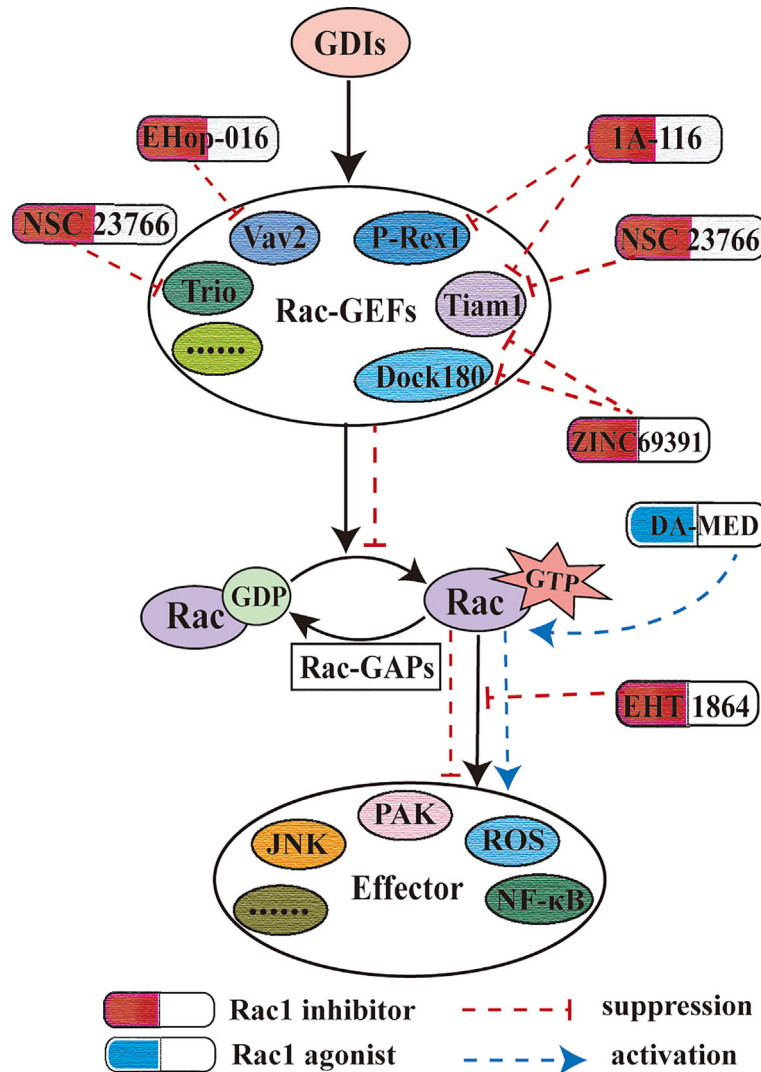 GDIs
EHop-016
1A-116
NSC 23766
NSC 23766
Vav2
P-Rex1
Trio
Rac-GEFs
Tiam1
••••••
Dock180
ZINC69391
DA-MED
Rac
GDP
Rac
GTP
Rac-GAPs
EHT 1864
PAK
JNK
ROS
Effector
••••••
NF-κB
Rac1 inhibitor
suppression
Rac1 agonist
activation